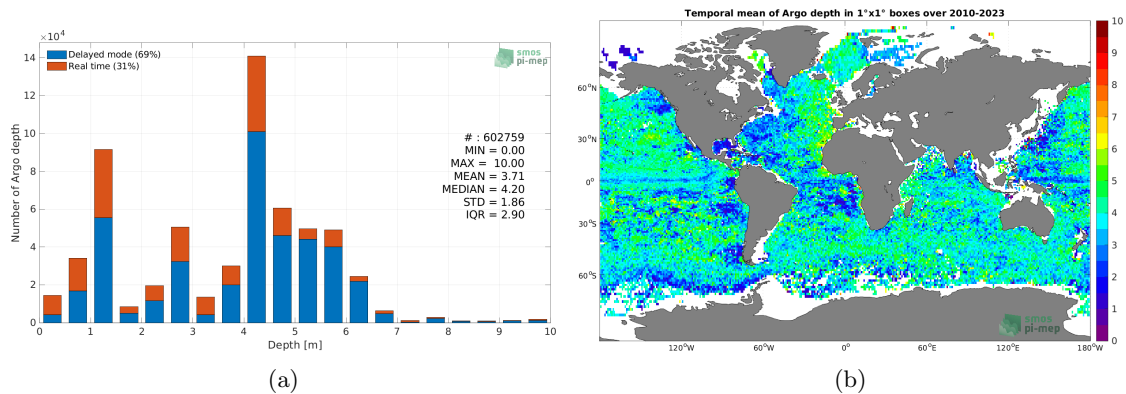 Delayed mode (69%)
Real time (31%)
smos
pi-mep
× 10⁴
14
12
10
8
6
4
2
0
Number of Argo depth
# : 602759
MIN = 0.00
MAX = 10.00
MEAN = 3.71
MEDIAN = 4.20
STD = 1.86
IQR = 2.90
0 1 2 3 4 5 6 7 8 9 10
Depth [m]
(a)
Temporal mean of Argo depth in 1°x1° boxes over 2010-2023
60°N
30°N
0°
30°S
60°S
120°W 60°W 0° 60°E 120°E 180°W
smos
pi-mep
10
9
8
7
6
5
4
3
2
1
0
(b)